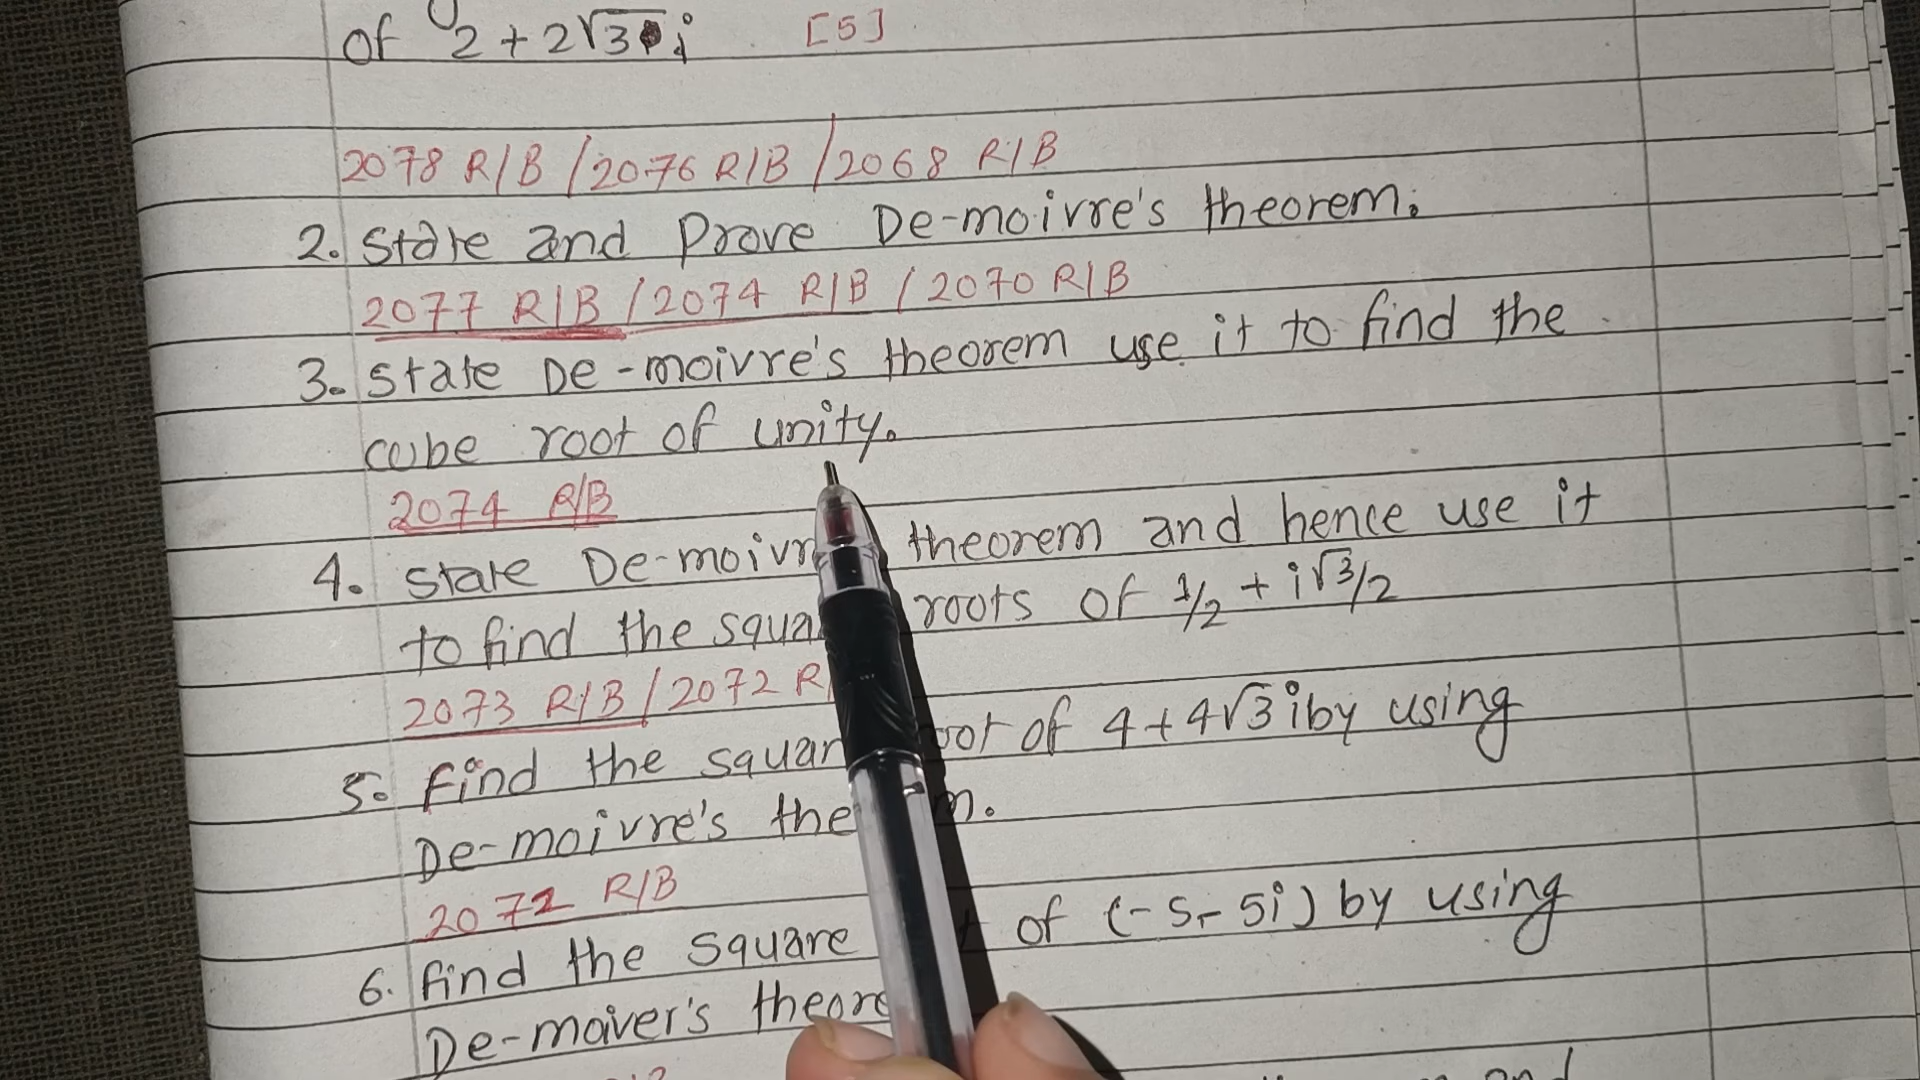 of 2 + 2√3 i [5]
2078 R/B / 2076 R/B / 2068 R/B
2. State and Prove De-moivre's theorem.
2077 R/B / 2074 R/B / 2070 R/B
3. State De-moivre's theorem use it to find the
cube root of unity.
2074 R/B
4. State De-moivr theorem and hence use it
to find the squa roots of 1/2 + i√3/2
2073 R/B / 2072 R/
5. Find the squar oot of 4 + 4√3 i by using
De-moivre's the m.
2072 R/B
6. find the square of (-5 - 5i) by using
De-moiver's theore